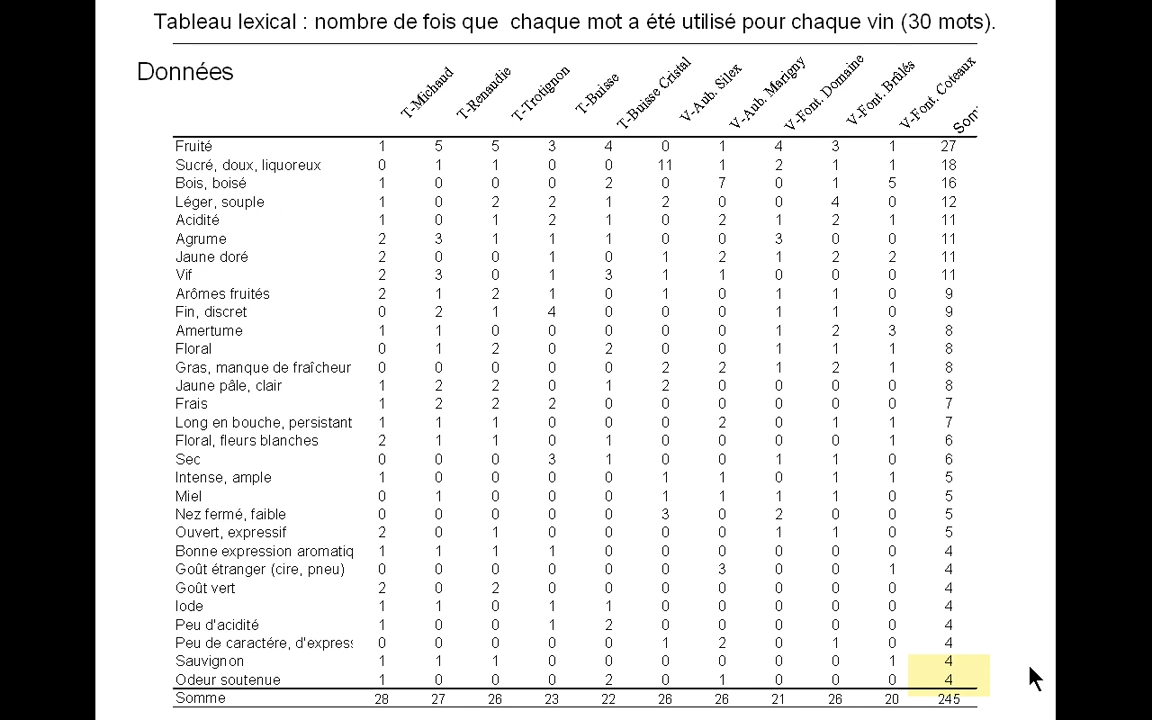 Tableau lexical : nombre de fois que chaque mot a été utilisé pour chaque vin (30 mots).
Données
T-Michaud T-Renaudie T-Trotignon T-Buisse T-Buisse Cristal V-Aub. Silex V-Aub. Marigny V-Font. Domaine V-Font. Brûlés V-Font. Coteaux Som
Fruité 1 5 5 3 4 0 1 4 3 1 27
Sucré, doux, liquoreux 0 1 1 0 0 11 1 2 1 1 18
Bois, boisé 1 0 0 0 2 0 7 0 1 5 16
Léger, souple 1 0 2 2 1 2 0 0 4 0 12
Acidité 1 0 1 2 1 0 2 1 2 1 11
Agrume 2 3 1 1 1 0 0 3 0 0 11
Jaune doré 2 0 0 1 0 1 2 1 2 2 11
Vif 2 3 0 1 3 1 1 0 0 0 11
Arômes fruités 2 1 2 1 0 1 0 1 1 0 9
Fin, discret 0 2 1 4 0 0 0 1 1 0 9
Amertume 1 1 0 0 0 0 0 1 2 3 8
Floral 0 1 2 0 2 0 0 1 1 1 8
Gras, manque de fraîcheur 0 0 0 0 0 2 2 1 2 1 8
Jaune pâle, clair 1 2 2 0 1 2 0 0 0 0 8
Frais 1 2 2 2 0 0 0 0 0 0 7
Long en bouche, persistant 1 1 1 0 0 0 2 0 1 1 7
Floral, fleurs blanches 2 1 1 0 1 0 0 0 0 1 6
Sec 0 0 0 3 1 0 0 1 1 0 6
Intense, ample 1 0 0 0 0 1 1 0 1 1 5
Miel 0 1 0 0 0 1 1 1 1 0 5
Nez fermé, faible 0 0 0 0 0 3 0 2 0 0 5
Ouvert, expressif 2 0 1 0 0 0 0 1 1 0 5
Bonne expression aromatiq 1 1 1 1 0 0 0 0 0 0 4
Goût étranger (cire, pneu) 0 0 0 0 0 0 3 0 0 1 4
Goût vert 2 0 2 0 0 0 0 0 0 0 4
Iode 1 1 0 1 1 0 0 0 0 0 4
Peu d'acidité 1 0 0 1 2 0 0 0 0 0 4
Peu de caractére, d'express 0 0 0 0 0 1 2 0 1 0 4
Sauvignon 1 1 1 0 0 0 0 0 0 1 4
Odeur soutenue 1 0 0 0 2 0 1 0 0 0 4
Somme 28 27 26 23 22 26 26 21 26 20 245